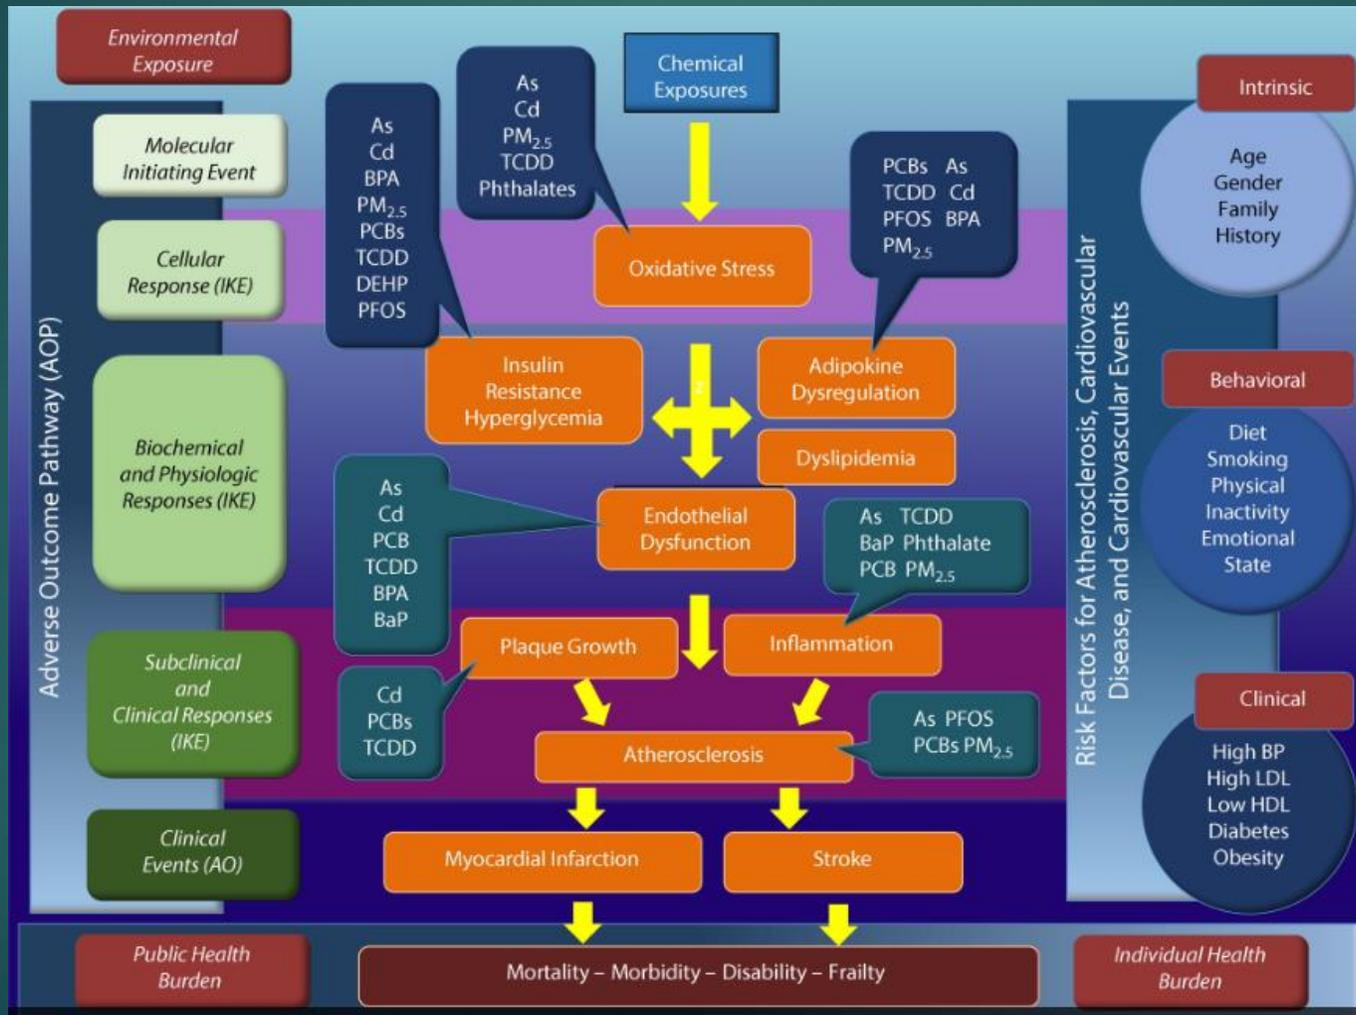 Environmental
Exposure
Adverse Outcome Pathway (AOP)
Molecular
Initiating Event
Cellular
Response (IKE)
Biochemical
and Physiologic
Responses (IKE)
Subclinical
and
Clinical Responses
(IKE)
Clinical
Events (AO)
Public Health
Burden
Chemical
Exposures
As
Cd
PM2.5
TCDD
Phthalates
Oxidative Stress
As
Cd
BPA
PM2.5
PCBs
TCDD
DEHP
PFOS
Insulin
Resistance
Hyperglycemia
PCBs As
TCDD Cd
PFOS BPA
PM2.5
Adipokine
Dysregulation
Dyslipidemia
As
Cd
PCB
TCDD
BPA
BaP
Endothelial
Dysfunction
As TCDD
BaP Phthalate
PCB PM2.5
Plaque Growth
Inflammation
Cd
PCBs
TCDD
As PFOS
PCBs PM2.5
Atherosclerosis
Myocardial Infarction
Stroke
Mortality – Morbidity – Disability – Frailty
Risk Factors for Atherosclerosis, Cardiovascular
Disease, and Cardiovascular Events
Intrinsic
Age
Gender
Family
History
Behavioral
Diet
Smoking
Physical
Inactivity
Emotional
State
Clinical
High BP
High LDL
Low HDL
Diabetes
Obesity
Individual Health
Burden